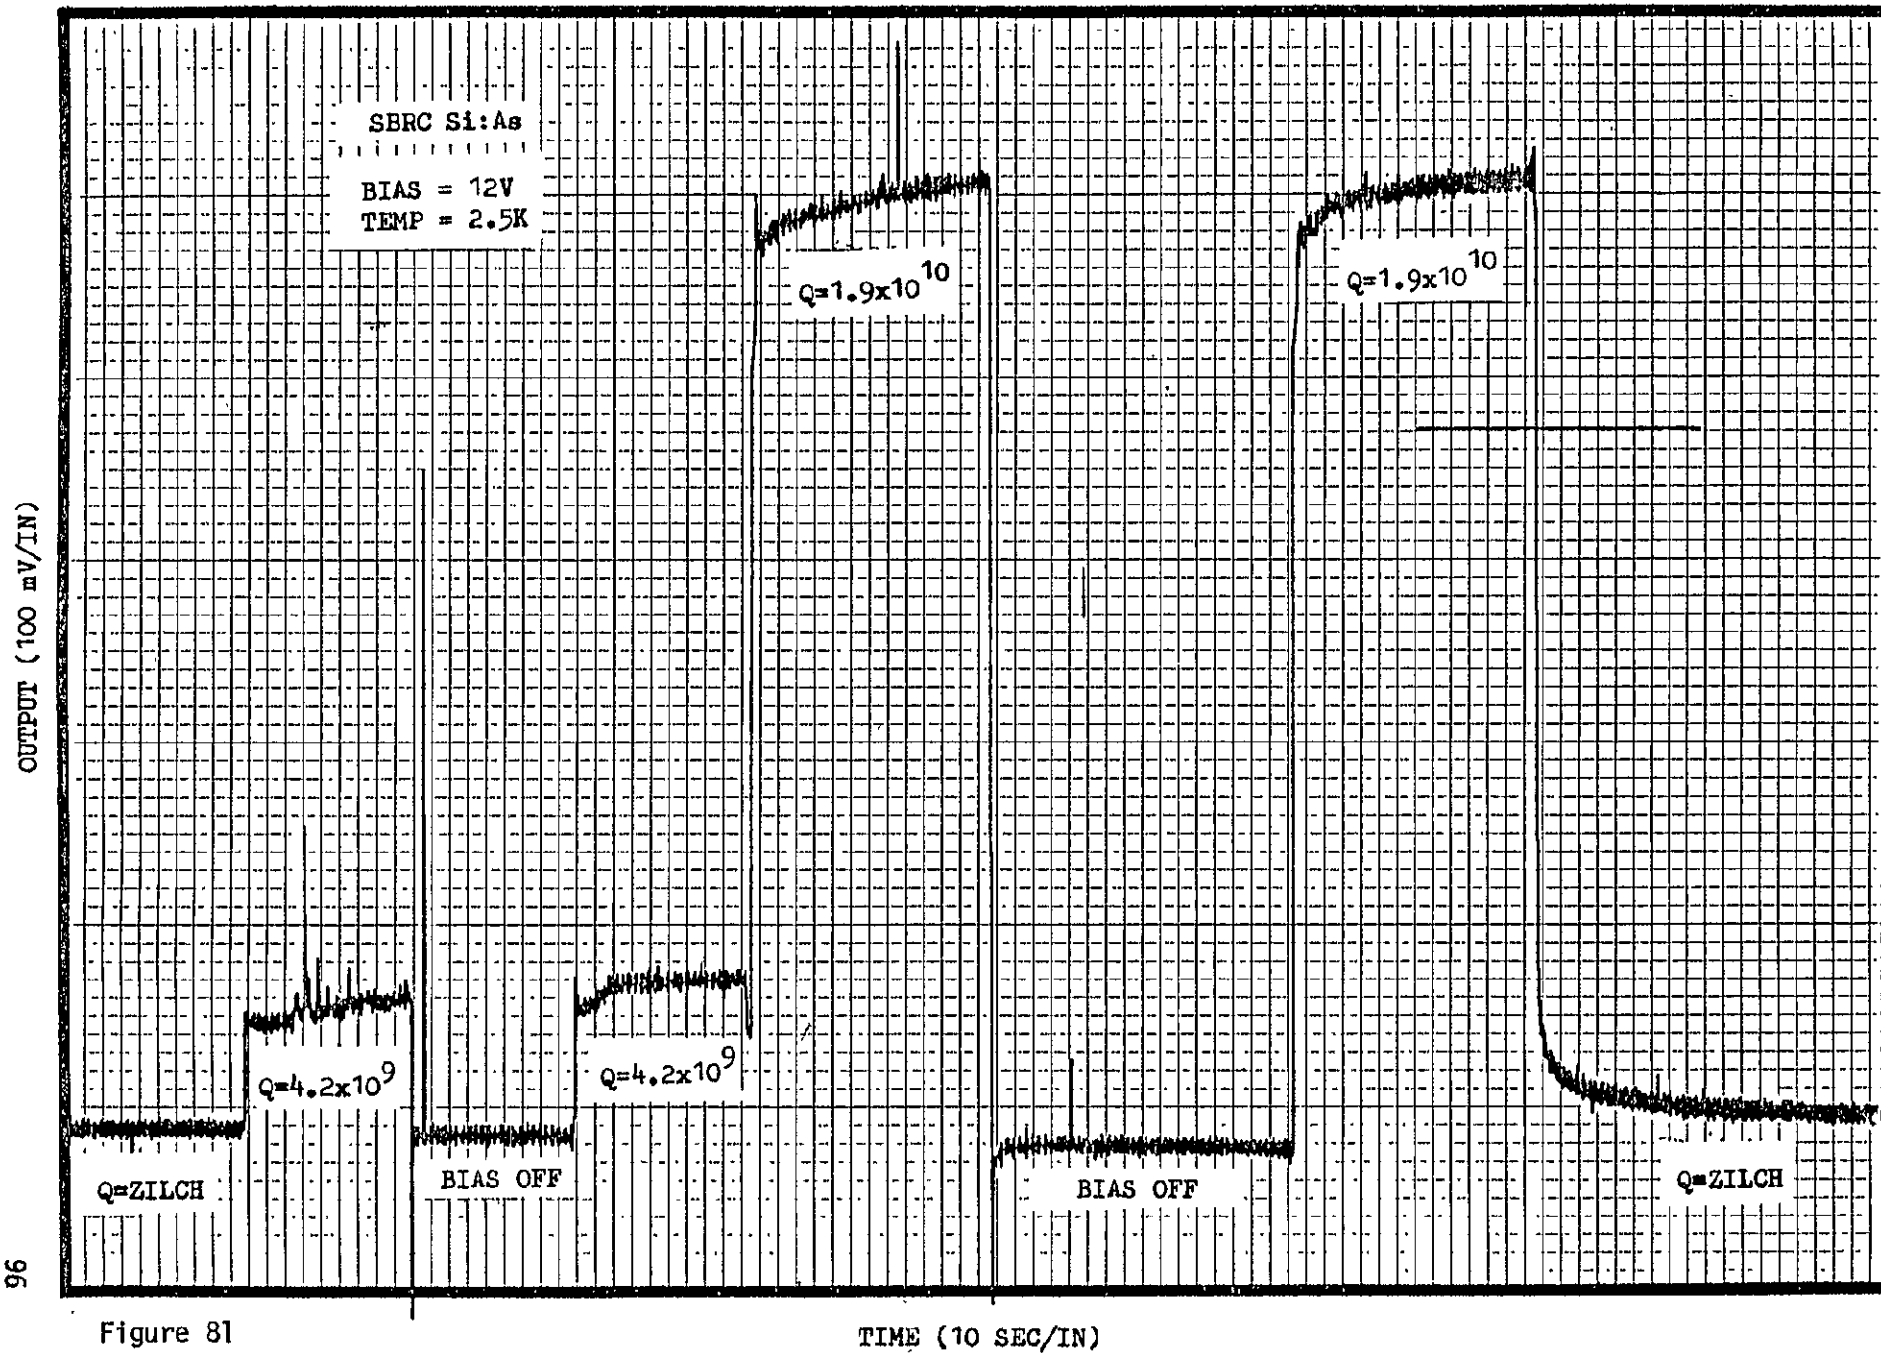 SBRC Si:As
BIAS = 12V
TEMP = 2.5K
Q=1.9x10^10
Q=1.9x10^10
OUTPUT (100 mV/IN)
Q=4.2x10^9
Q=4.2x10^9
Q=ZILCH
BIAS OFF
BIAS OFF
Q=ZILCH
96
Figure 81
TIME (10 SEC/IN)